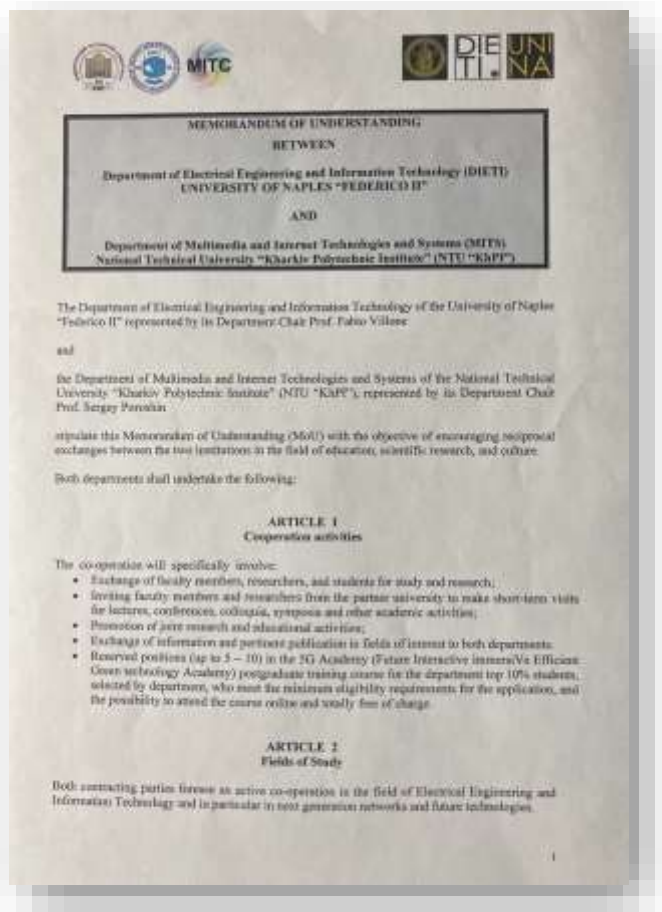 MITC
DIE UNI
TI. NA
MEMORANDUM OF UNDERSTANDING
BETWEEN
Department of Electrical Engineering and Information Technology (DIETI)
UNIVERSITY OF NAPLES "FEDERICO II"
AND
Department of Multimedia and Internet Technologies and Systems (MITS)
National Technical University "Kharkiv Polytechnic Institute" (NTU "KhPI")
The Department of Electrical Engineering and Information Technology of the University of Naples
"Federico II" represented by its Department Chair Prof. Fabio Villone
and
the Department of Multimedia and Internet Technologies and Systems of the National Technical
University "Kharkiv Polytechnic Institute" (NTU "KhPI"), represented by its Department Chair
Prof. Sergey Poroshin
stipulate this Memorandum of Understanding (MoU) with the objective of encouraging reciprocal
exchanges between the two institutions in the field of education, scientific research, and culture.
Both departments shall undertake the following:
ARTICLE 1
Cooperation activities
The co-operation will specifically involve:
• Exchange of faculty members, researchers, and students for study and research;
• Inviting faculty members and researchers from the partner university to make short-term visits
for lectures, conferences, colloquia, symposia and other academic activities;
• Promotion of joint research and educational activities;
• Exchange of information and pertinent publication in fields of interest to both departments.
• Reserved positions (up to 5 – 10) in the 5G Academy (Future Interactive immersiVe Efficient
Green technology Academy) postgraduate training course for the department top 10% students,
selected by department, who meet the minimum eligibility requirements for the application, and
the possibility to attend the course online and totally free of charge.
ARTICLE 2
Fields of Study
Both contracting parties foresee an active co-operation in the field of Electrical Engineering and
Information Technology and in particular in next generation networks and future technologies.
1